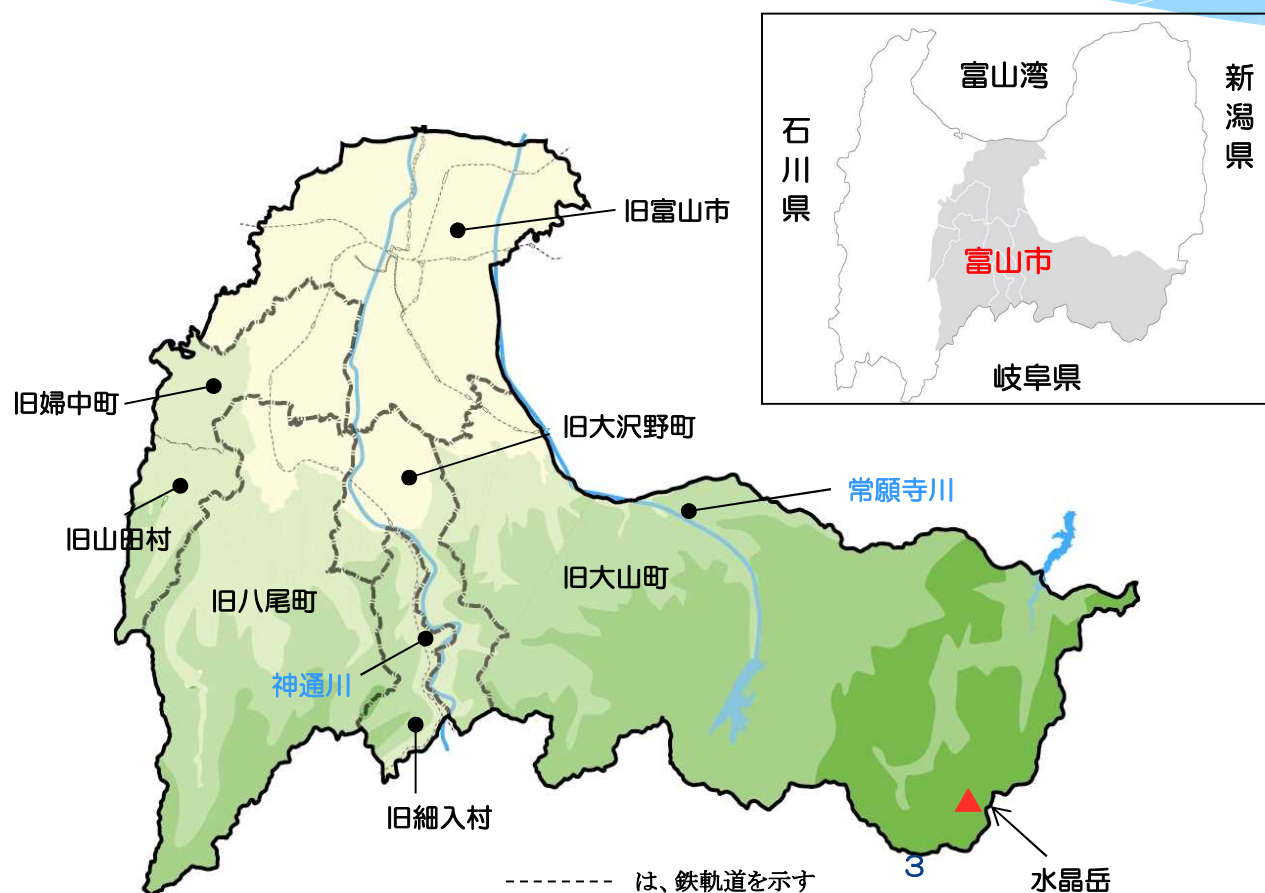 富山湾
新潟県
石川県
富山市
岐阜県
旧富山市
旧婦中町
旧大沢野町
常願寺川
旧山田村
旧八尾町
旧大山町
神通川
旧細入村
水晶岳
3
は、鉄軌道を示す